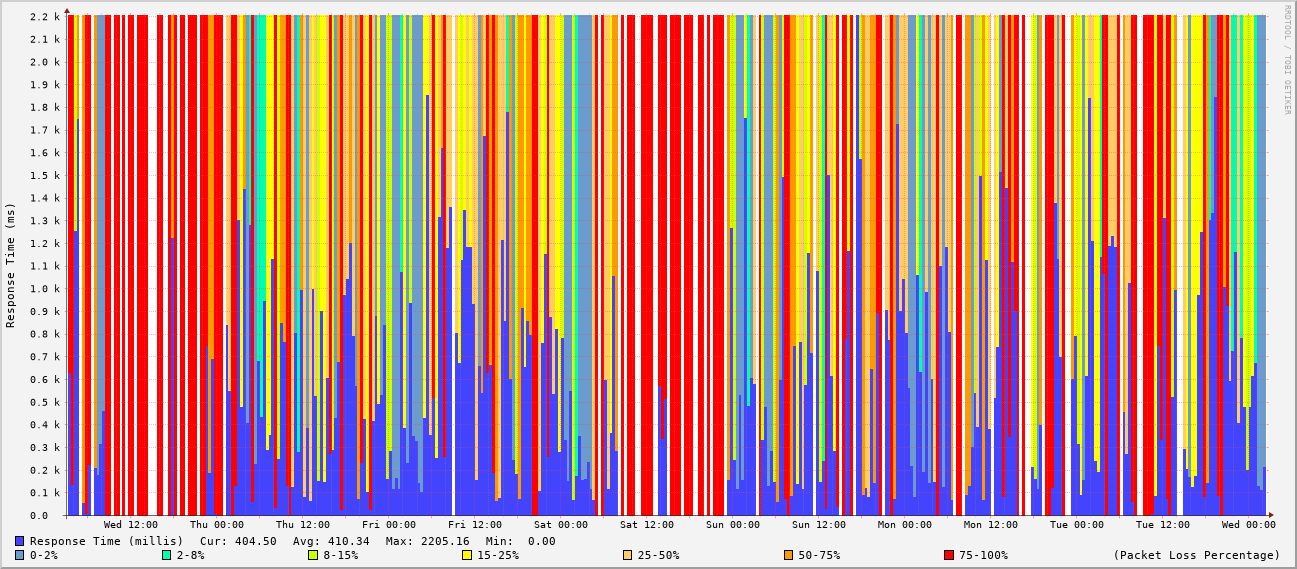 2.2 k
2.1 k
2.0 k
1.9 k
1.8 k
1.7 k
1.6 k
1.5 k
1.4 k
1.3 k
1.2 k
1.1 k
1.0 k
0.9 k
0.8 k
0.7 k
0.6 k
0.5 k
0.4 k
0.3 k
0.2 k
0.1 k
0.0
Response Time (ms)
RRDTOOL / TOBI OETIKER
Wed 12:00 Thu 00:00 Thu 12:00 Fri 00:00 Fri 12:00 Sat 00:00 Sat 12:00 Sun 00:00 Sun 12:00 Mon 00:00 Mon 12:00 Tue 00:00 Tue 12:00 Wed 00:00
Response Time (millis) Cur: 404.50 Avg: 410.34 Max: 2205.16 Min: 0.00
0-2% 2-8% 8-15% 15-25% 25-50% 50-75% 75-100% (Packet Loss Percentage)